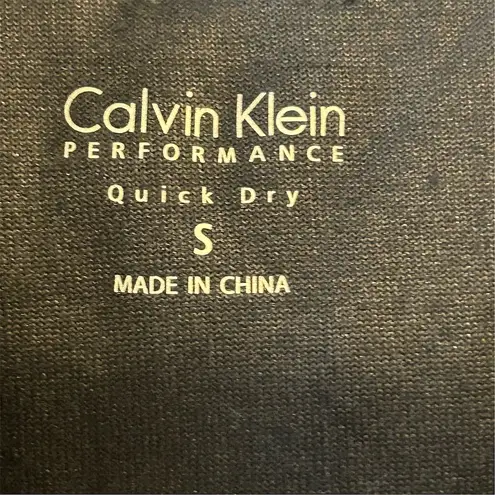 Calvin Klein
PERFORMANCE
Quick Dry
S
MADE IN CHINA